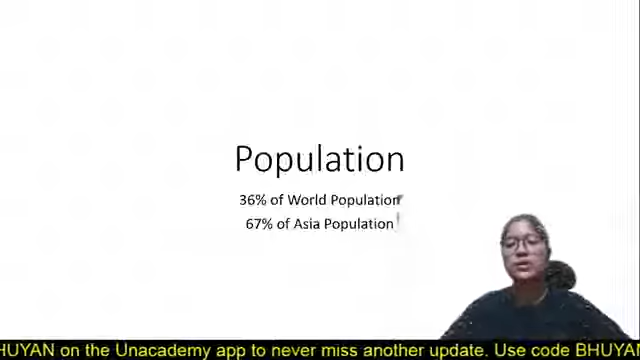 Population
36% of World Population
67% of Asia Population
HUYAN on the Unacademy app to never miss another update. Use code BHUYAN